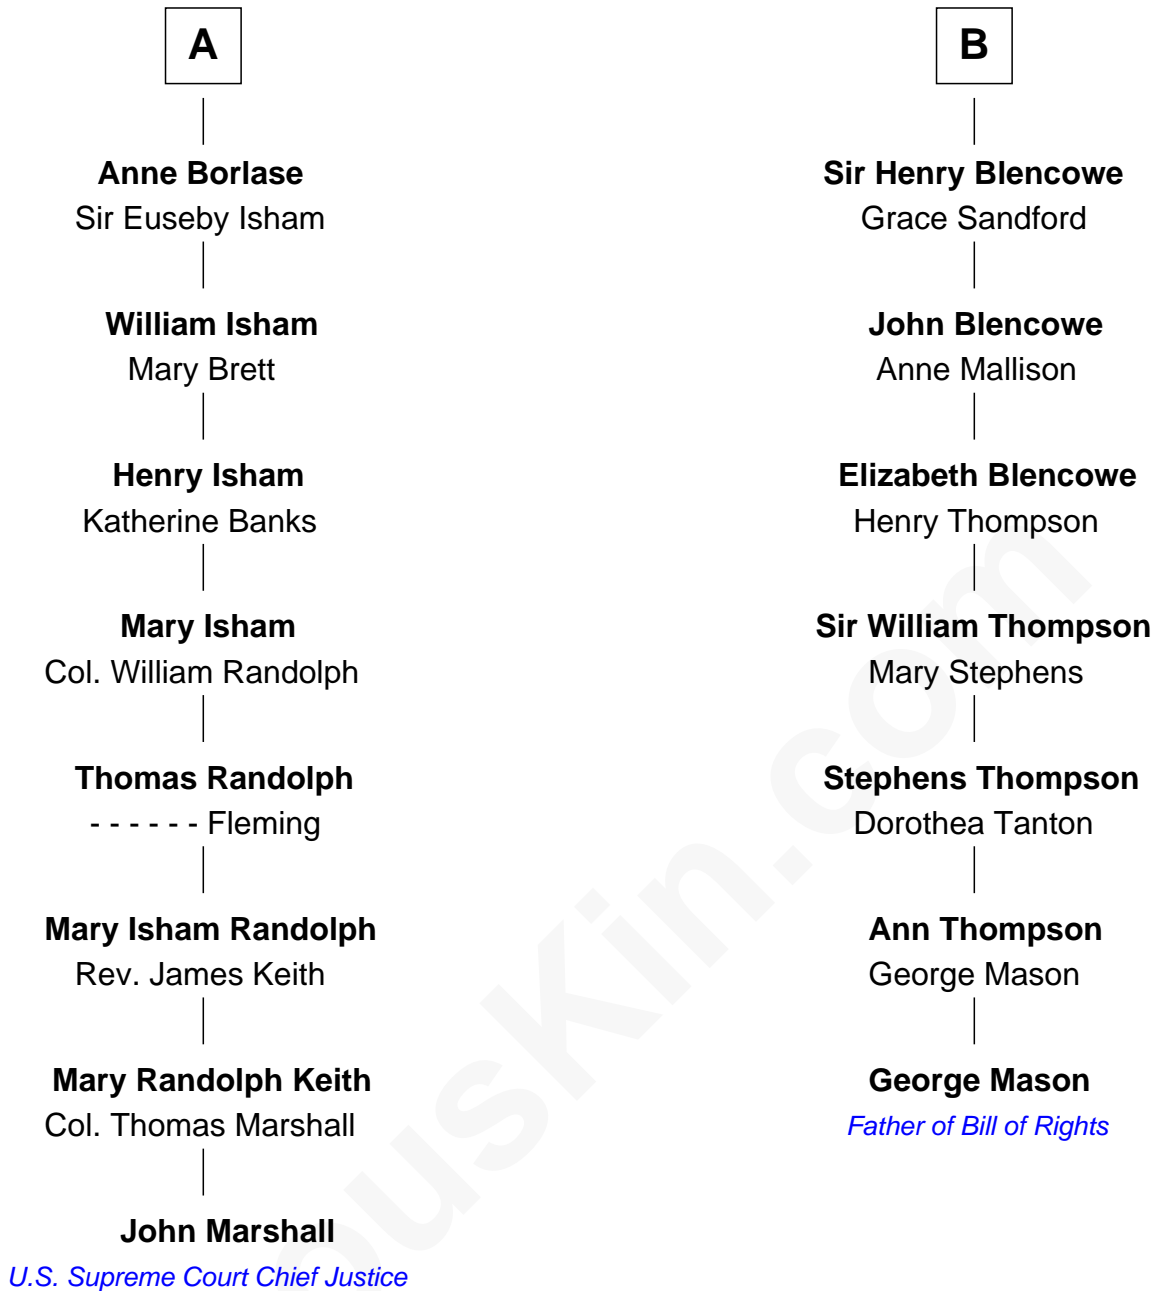 A
Anne Borlase
Sir Euseby Isham
William Isham
Mary Brett
Henry Isham
Katherine Banks
Mary Isham
Col. William Randolph
Thomas Randolph
- - - - - - Fleming
Mary Isham Randolph
Rev. James Keith
Mary Randolph Keith
Col. Thomas Marshall
John Marshall
U.S. Supreme Court Chief Justice
B
Sir Henry Blencowe
Grace Sandford
John Blencowe
Anne Mallison
Elizabeth Blencowe
Henry Thompson
Sir William Thompson
Mary Stephens
Stephens Thompson
Dorothea Tanton
Ann Thompson
George Mason
George Mason
Father of Bill of Rights
ousKin.com